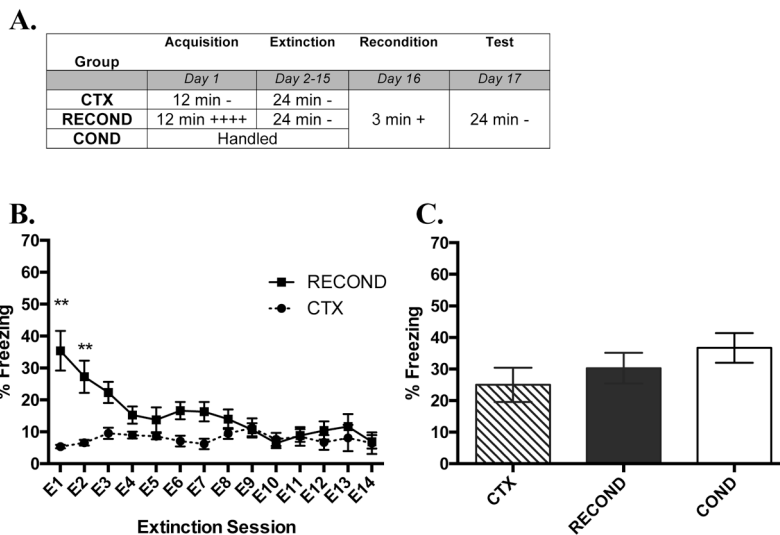 A.
Group Acquisition Extinction Recondition Test
Day 1 Day 2-15 Day 16 Day 17
CTX 12 min - 24 min - 3 min + 24 min -
RECOND 12 min ++++ 24 min -
COND Handled
B.
% Freezing
70
60
50
40
30
20
10
0
**
**
RECOND
CTX
E1 E2 E3 E4 E5 E6 E7 E8 E9 E10 E11 E12 E13 E14
Extinction Session
C.
% Freezing
70
60
50
40
30
20
10
0
CTX RECOND COND